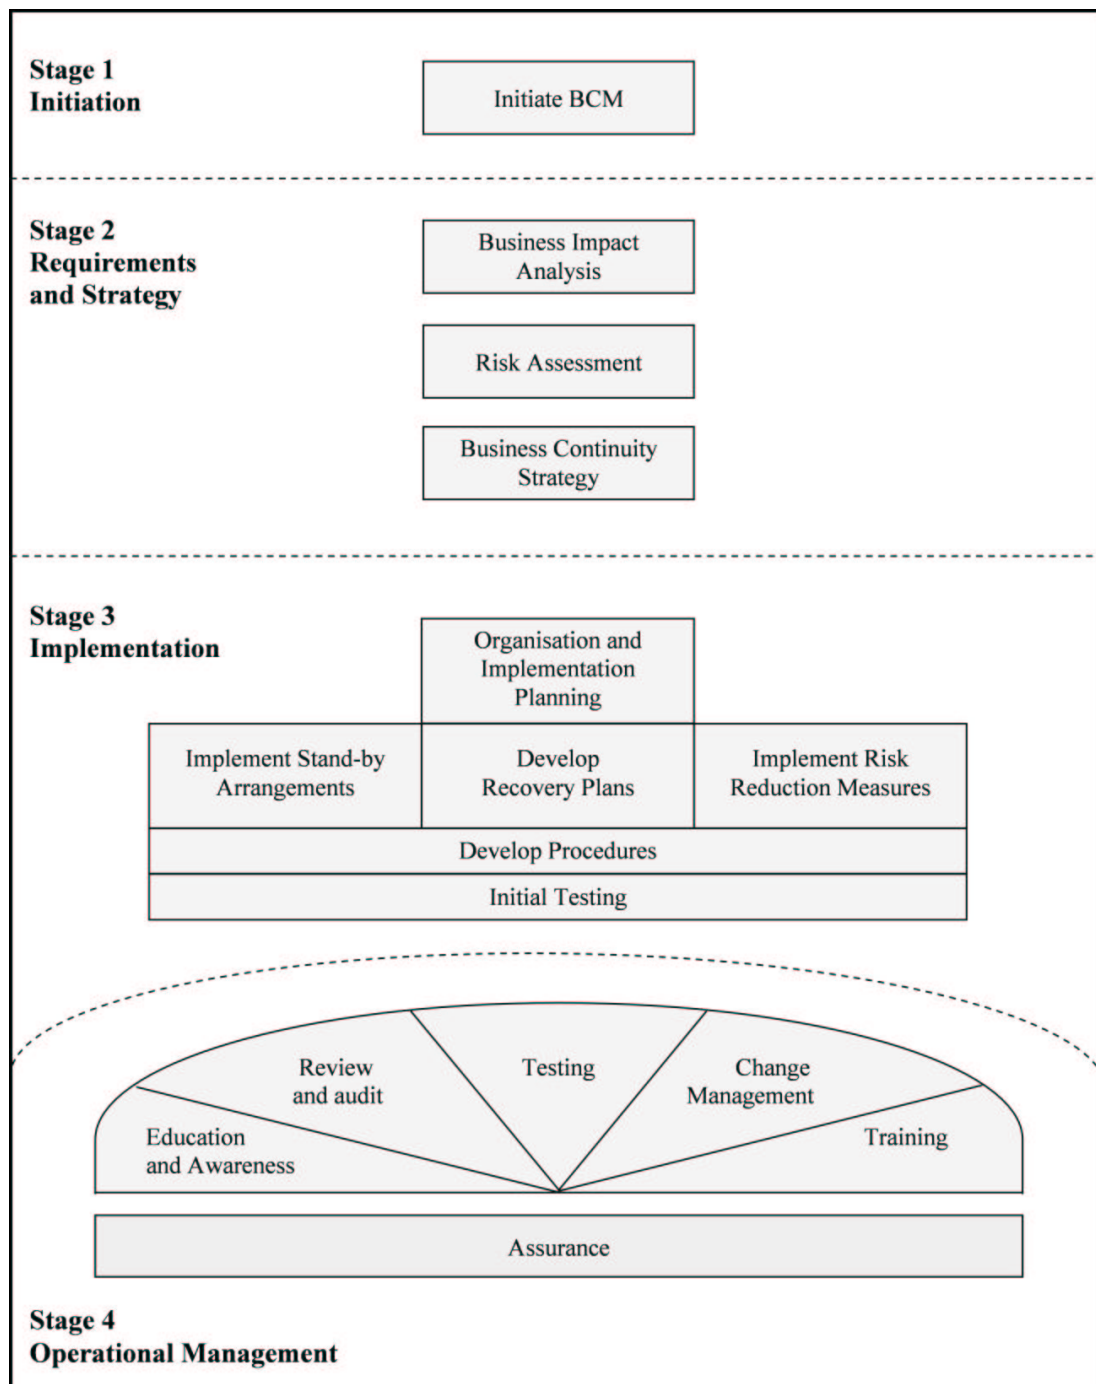 Stage 1
Initiation
Initiate BCM
Stage 2
Requirements
and Strategy
Business Impact
Analysis
Risk Assessment
Business Continuity
Strategy
Stage 3
Implementation
Organisation and
Implementation
Planning
Implement Stand-by
Arrangements
Develop
Recovery Plans
Implement Risk
Reduction Measures
Develop Procedures
Initial Testing
Education
and Awareness
Review
and audit
Testing
Change
Management
Training
Assurance
Stage 4
Operational Management